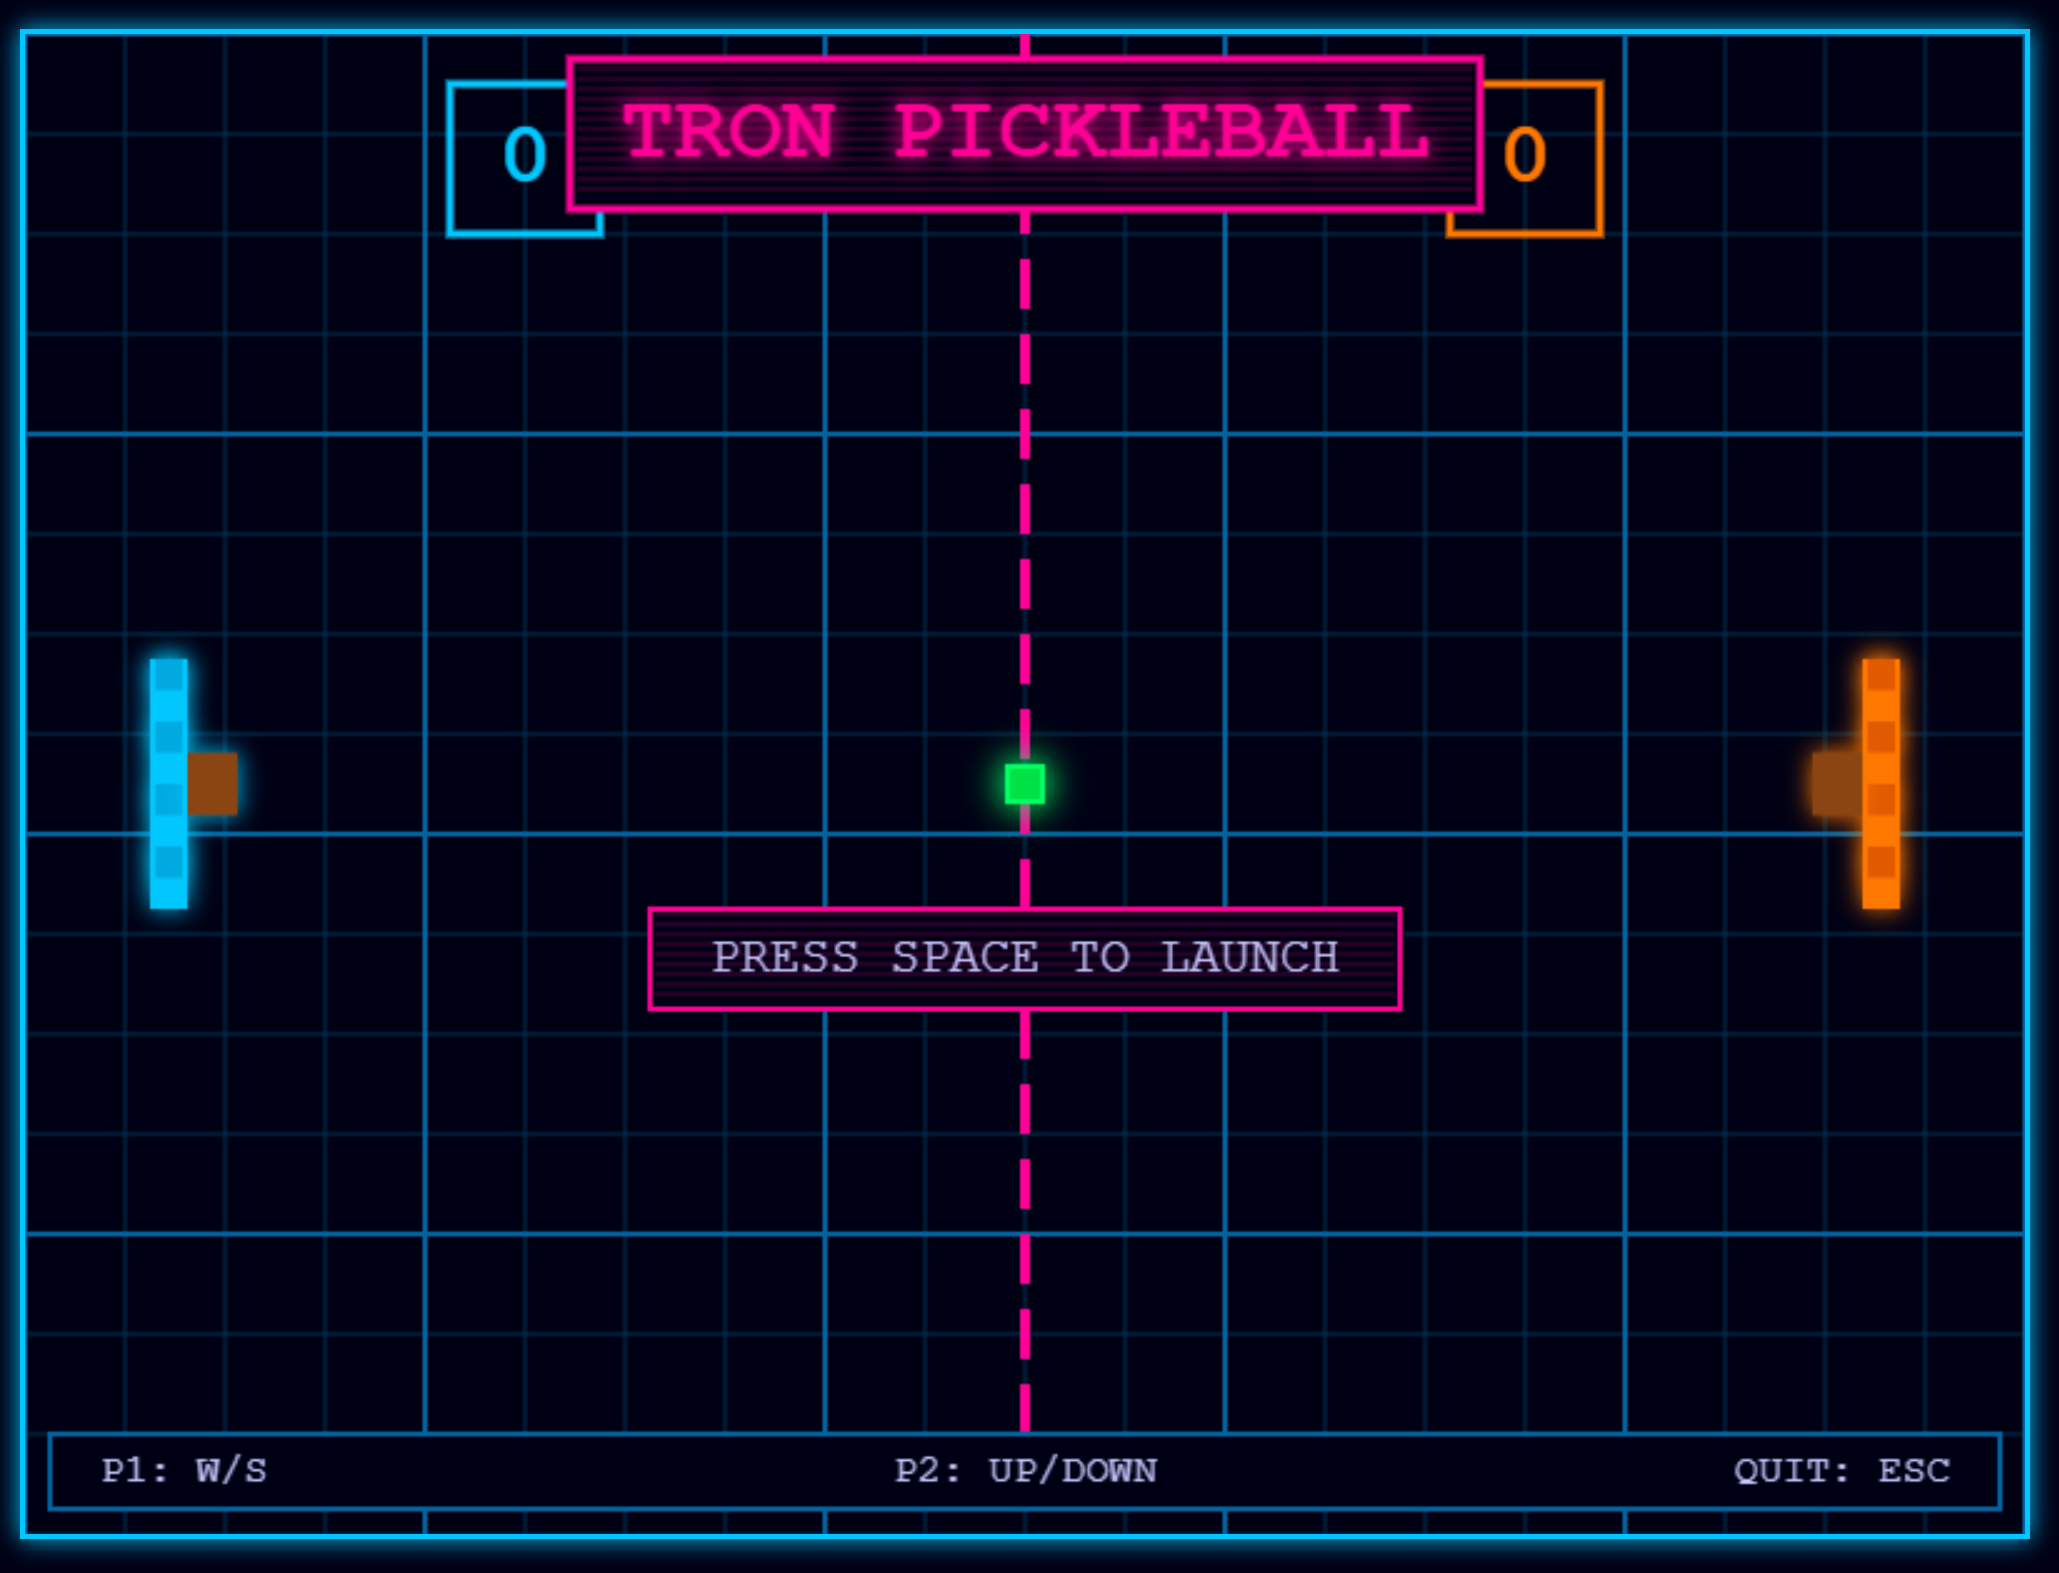 TRON PICKLEBALL
0
0
PRESS SPACE TO LAUNCH
P1: W/S
P2: UP/DOWN
QUIT: ESC